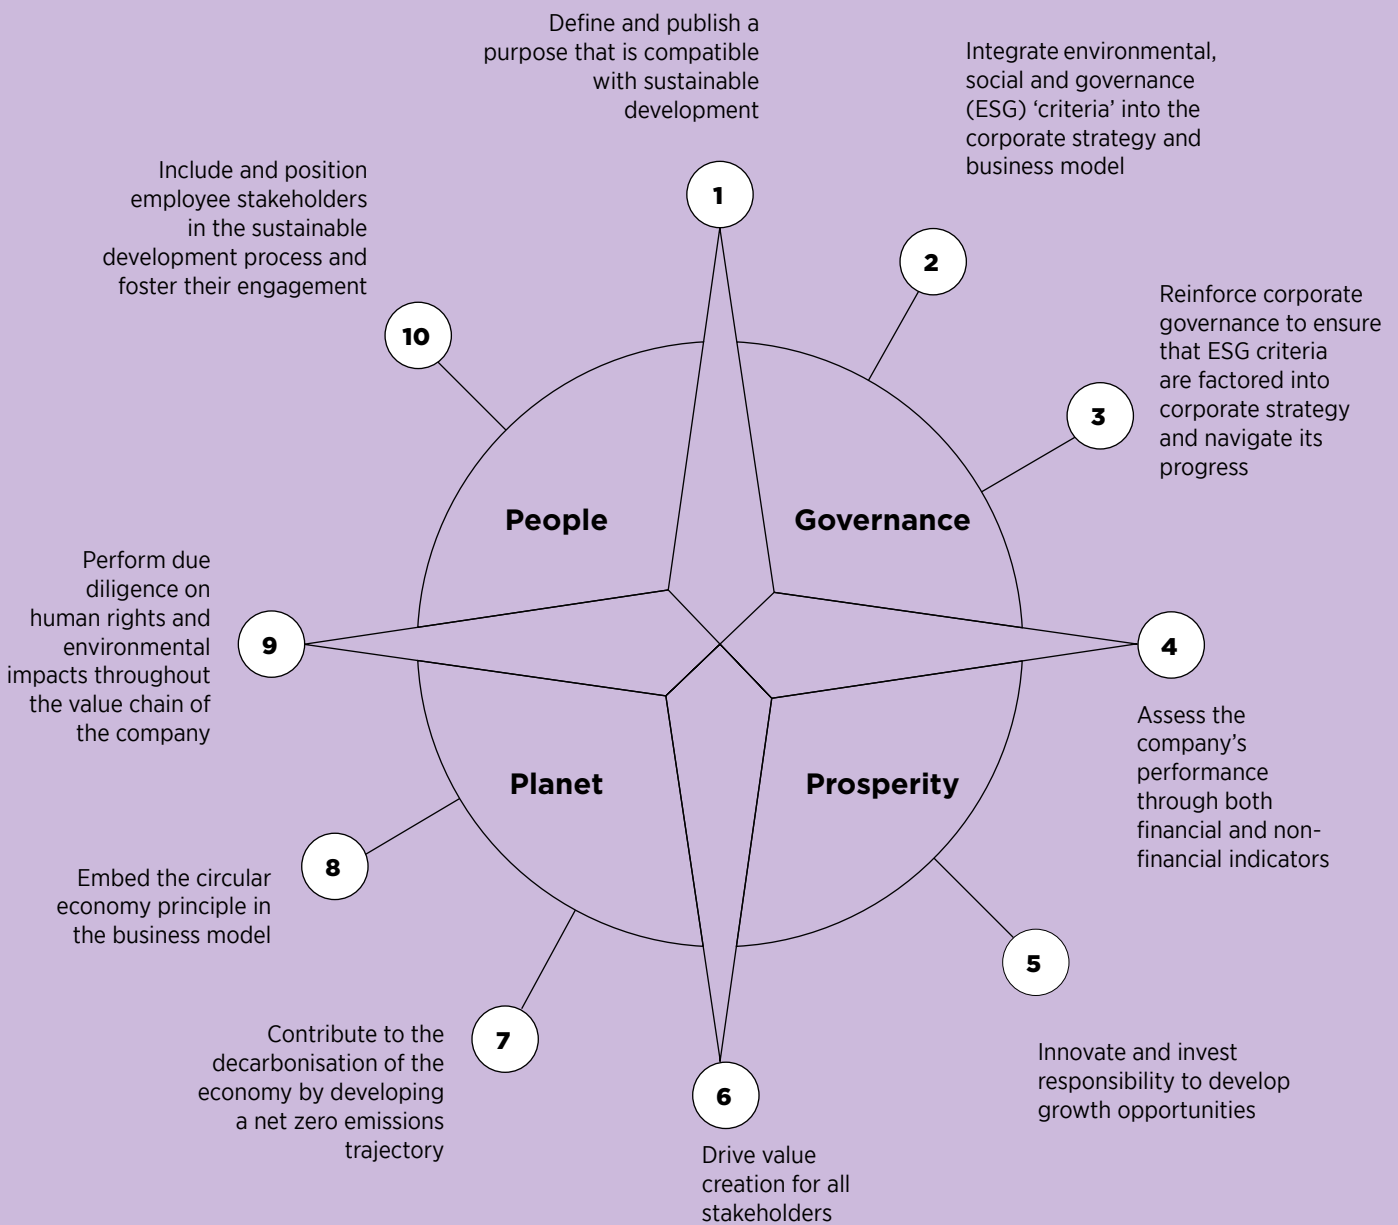 Define and publish a
purpose that is compatible
with sustainable
development
1
Integrate environmental,
social and governance
(ESG) ‘criteria’ into the
corporate strategy and
business model
2
Reinforce corporate
governance to ensure
that ESG criteria
are factored into
corporate strategy
and navigate its
progress
3
Assess the
company’s
performance
through both
financial and non-
financial indicators
4
Innovate and invest
responsibility to develop
growth opportunities
5
Drive value
creation for all
stakeholders
6
Contribute to the
decarbonisation of the
economy by developing
a net zero emissions
trajectory
7
Embed the circular
economy principle in
the business model
8
Perform due
diligence on
human rights and
environmental
impacts throughout
the value chain of
the company
9
Include and position
employee stakeholders
in the sustainable
development process and
foster their engagement
10
People
Governance
Planet
Prosperity